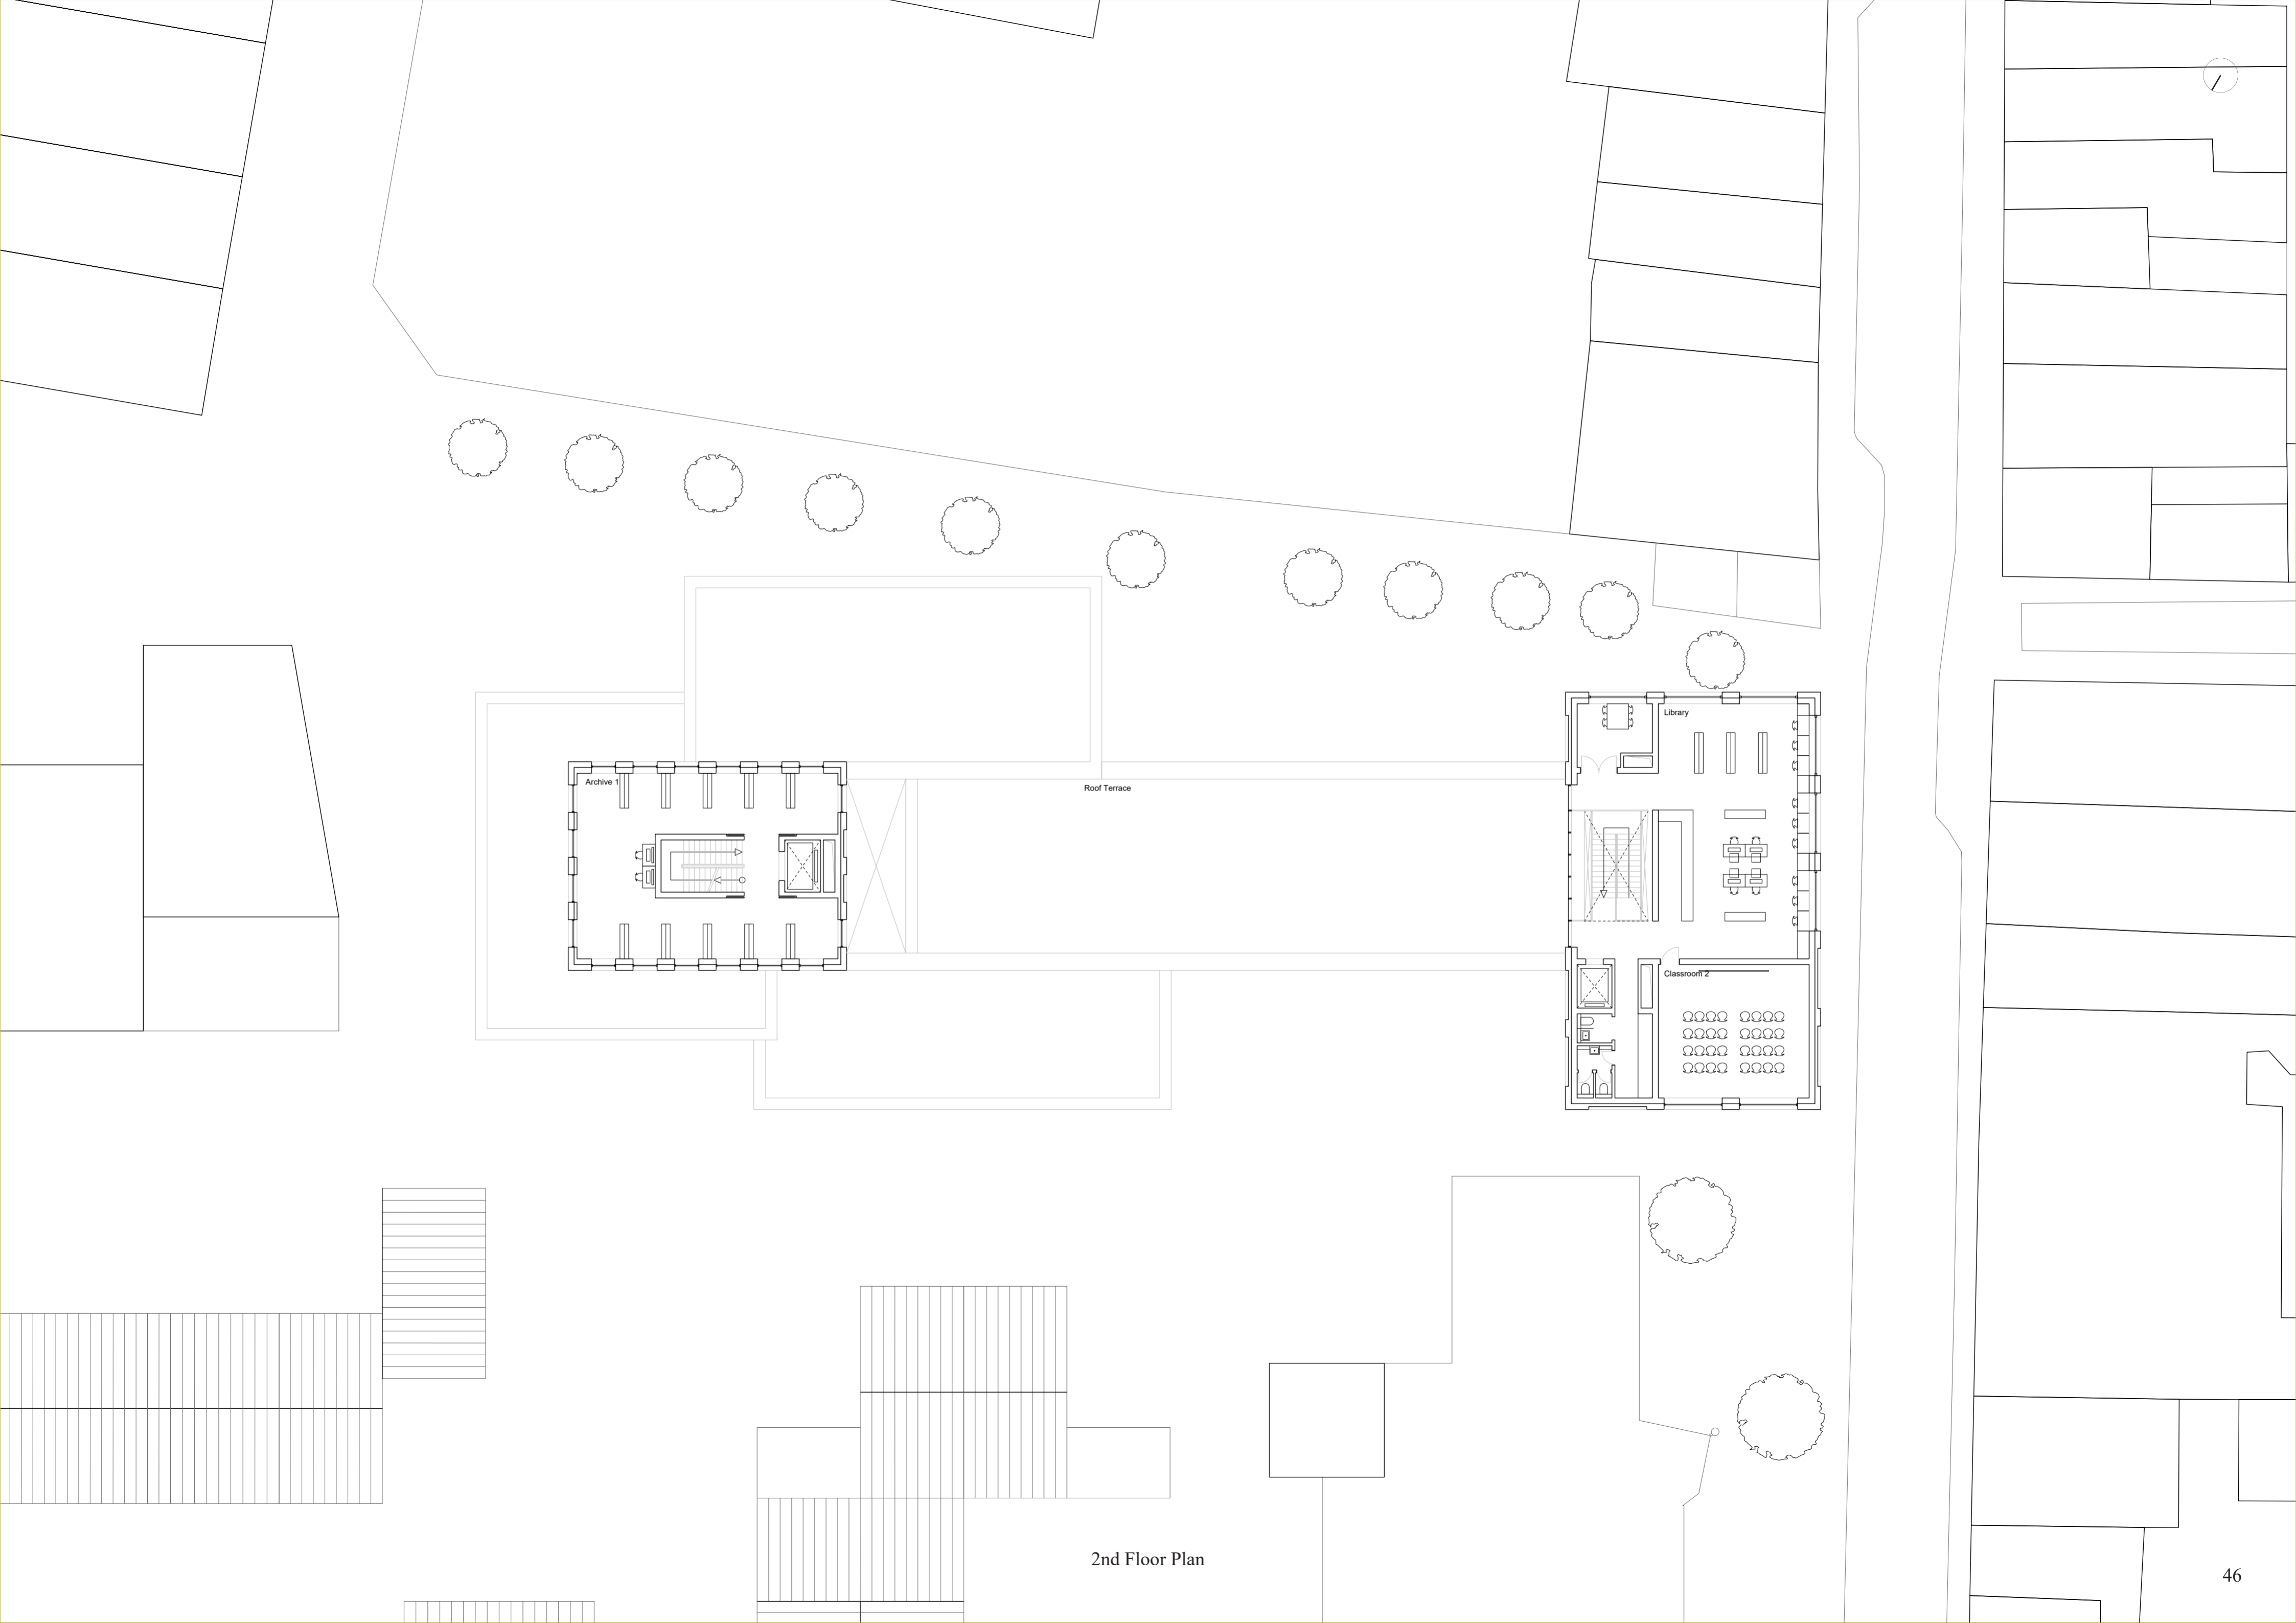 Library
Archive 1
Roof Terrace
Classroom 2
2nd Floor Plan
46